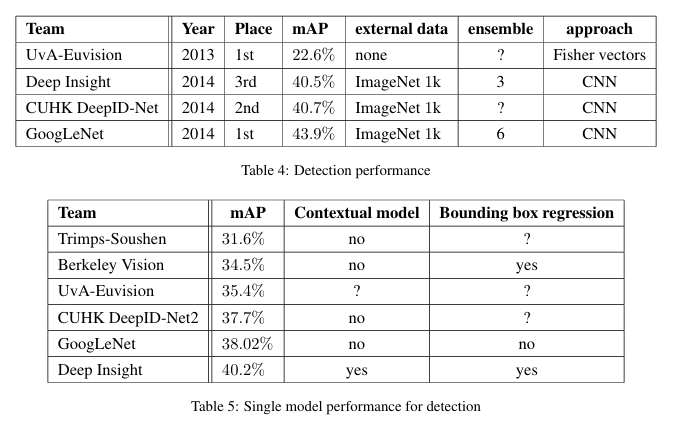 Team Year Place mAP external data ensemble approach
UvA-Euvision 2013 1st 22.6% none ? Fisher vectors
Deep Insight 2014 3rd 40.5% ImageNet 1k 3 CNN
CUHK DeepID-Net 2014 2nd 40.7% ImageNet 1k ? CNN
GoogLeNet 2014 1st 43.9% ImageNet 1k 6 CNN
Table 4: Detection performance
Team mAP Contextual model Bounding box regression
Trimps-Soushen 31.6% no ?
Berkeley Vision 34.5% no yes
UvA-Euvision 35.4% ? ?
CUHK DeepID-Net2 37.7% no ?
GoogLeNet 38.02% no no
Deep Insight 40.2% yes yes
Table 5: Single model performance for detection